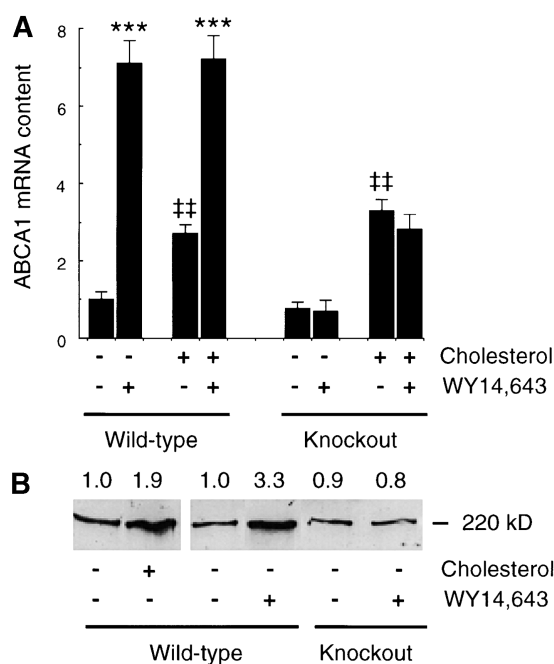 A
ABCA1 mRNA content
8
6
4
2
0
*** ***
‡‡ ‡‡
- - + + - - + + Cholesterol
- + - + - + - + WY14,643
Wild-type Knockout
B
1.0 1.9 1.0 3.3 0.9 0.8
220 kD
- + - - - - Cholesterol
- - - + - + WY14,643
Wild-type Knockout